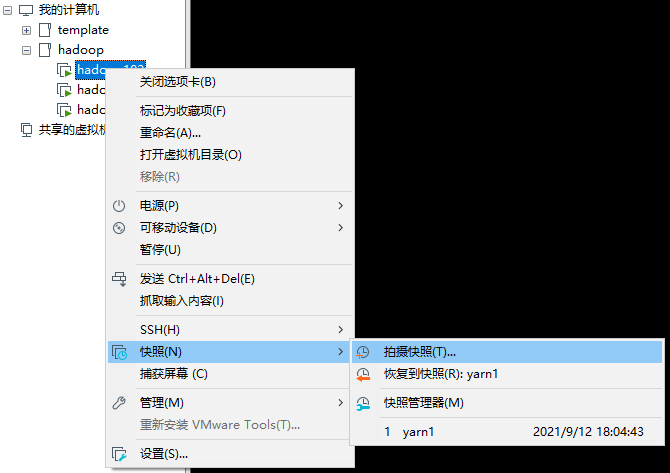 我的计算机
template
hadoop
hado
hado
共享的虚拟机
关闭选项卡(B)
标记为收藏项(F)
重命名(A)...
打开虚拟机目录(O)
移除(R)
电源(P)
可移动设备(D)
暂停(U)
发送 Ctrl+Alt+Del(E)
抓取输入内容(I)
SSH(H)
快照(N)
捕获屏幕 (C)
管理(M)
重新安装 VMware Tools(T)...
设置(S)...
拍摄快照(T)...
恢复到快照(R): yarn1
快照管理器(M)
1 yarn1 2021/9/12 18:04:43